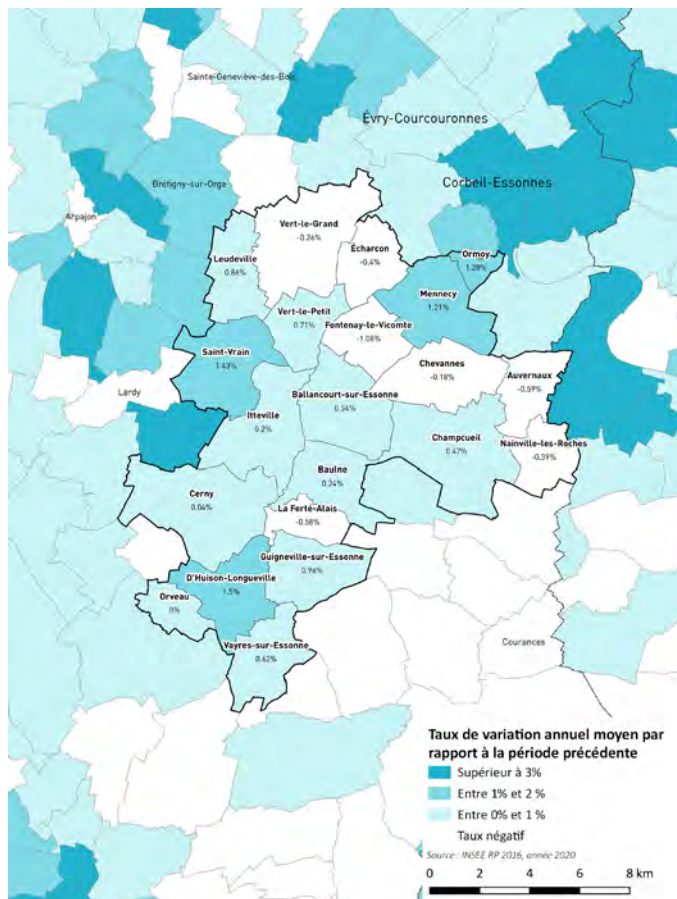 Sainte-Geneviève-des-Bois
Évry-Courcouronnes
Brétigny-sur-Orge
Corbeil-Essonnes
Arpajon
Vert-le-Grand
-0.26%
Écharcon
-0.4%
Leudeville
0.86%
Ormoy
1.28%
Mennecy
1.21%
Vert-le-Petit
0.71%
Fontenay-le-Vicomte
-1.08%
Saint-Vrain
1.43%
Chevannes
-0.18%
Auvernaux
-0.59%
Lardy
Ballancourt-sur-Essonne
0.54%
Itteville
0.2%
Champcueil
0.47%
Nainville-les-Roches
-0.39%
Baulne
0.24%
Cerny
0.04%
La Ferté-Alais
-0.58%
Guigneville-sur-Essonne
0.96%
D'Huison-Longueville
1.5%
Orveau
0%
Vayres-sur-Essonne
0.62%
Courances
Taux de variation annuel moyen par
rapport à la période précédente
Supérieur à 3%
Entre 1% et 2 %
Entre 0% et 1 %
Taux négatif
Source : INSEE RP 2016, année 2020
0 2 4 6 8 km